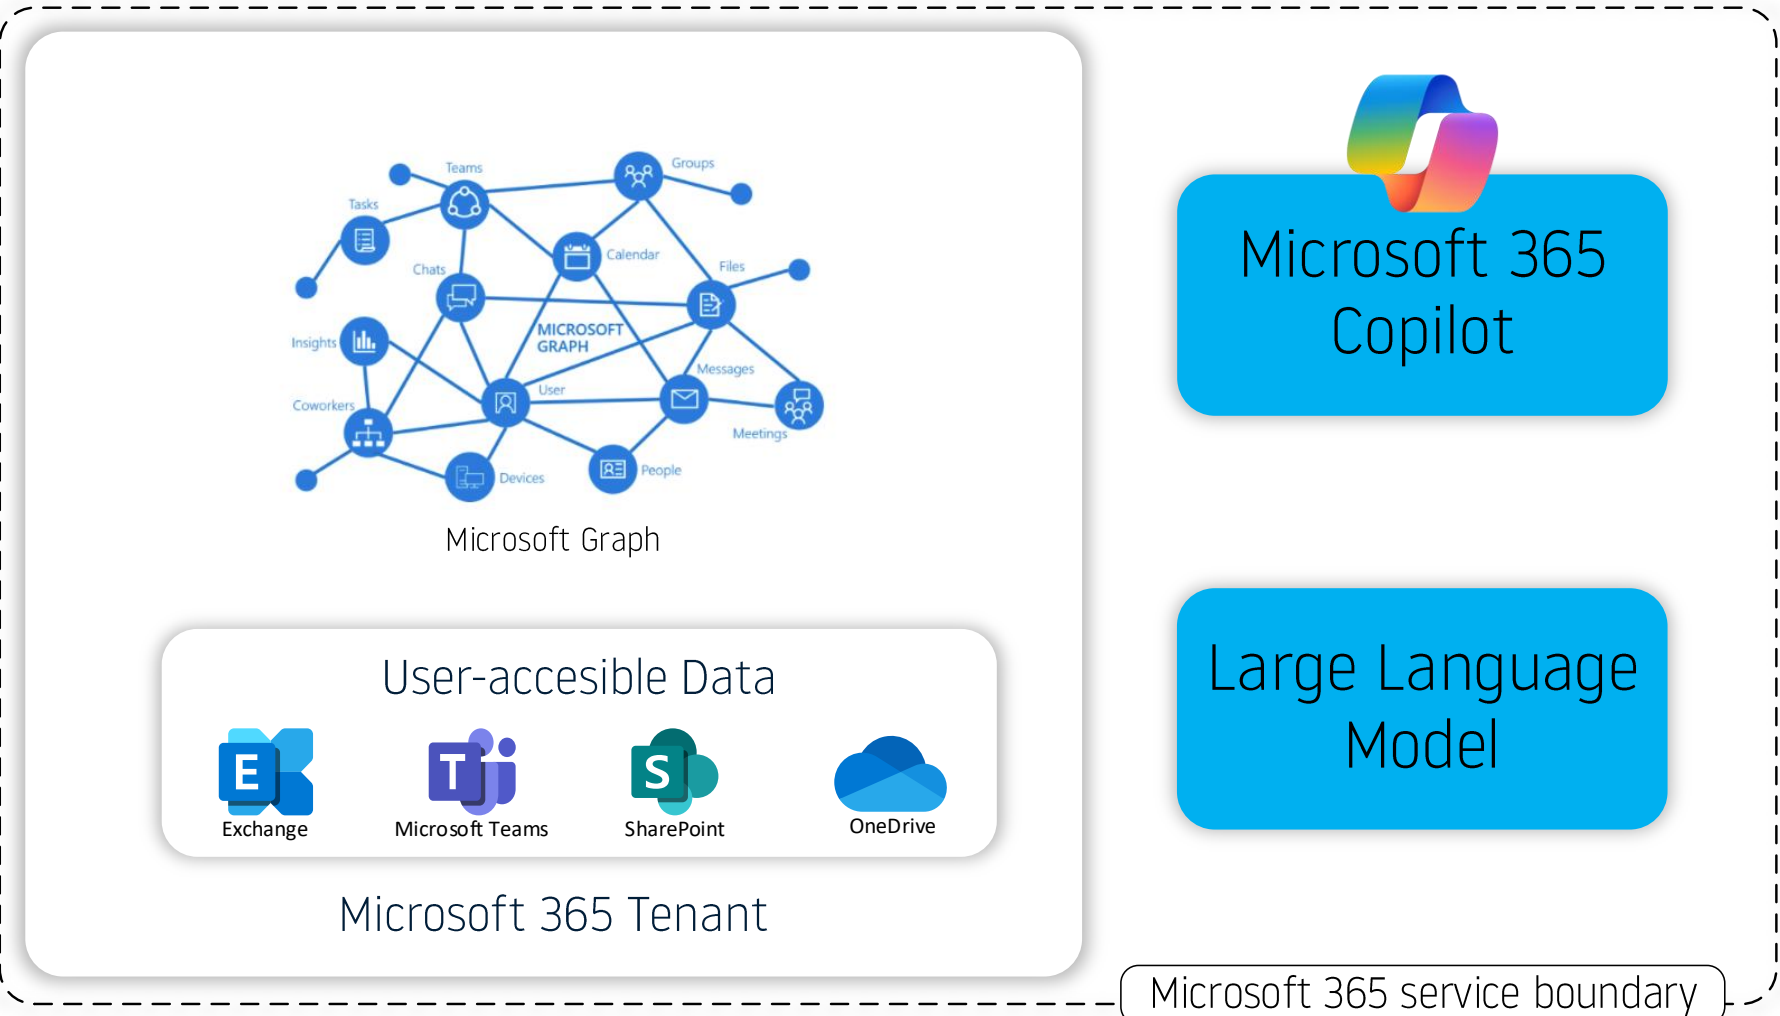 Teams
Groups
Tasks
Calendar
Chats
Files
MICROSOFT
GRAPH
Insights
Messages
User
Coworkers
Meetings
People
Devices
Microsoft Graph
User-accesible Data
E
T
S
Exchange
Microsoft Teams
SharePoint
OneDrive
Microsoft 365 Tenant
Microsoft 365
Copilot
Large Language
Model
Microsoft 365 service boundary